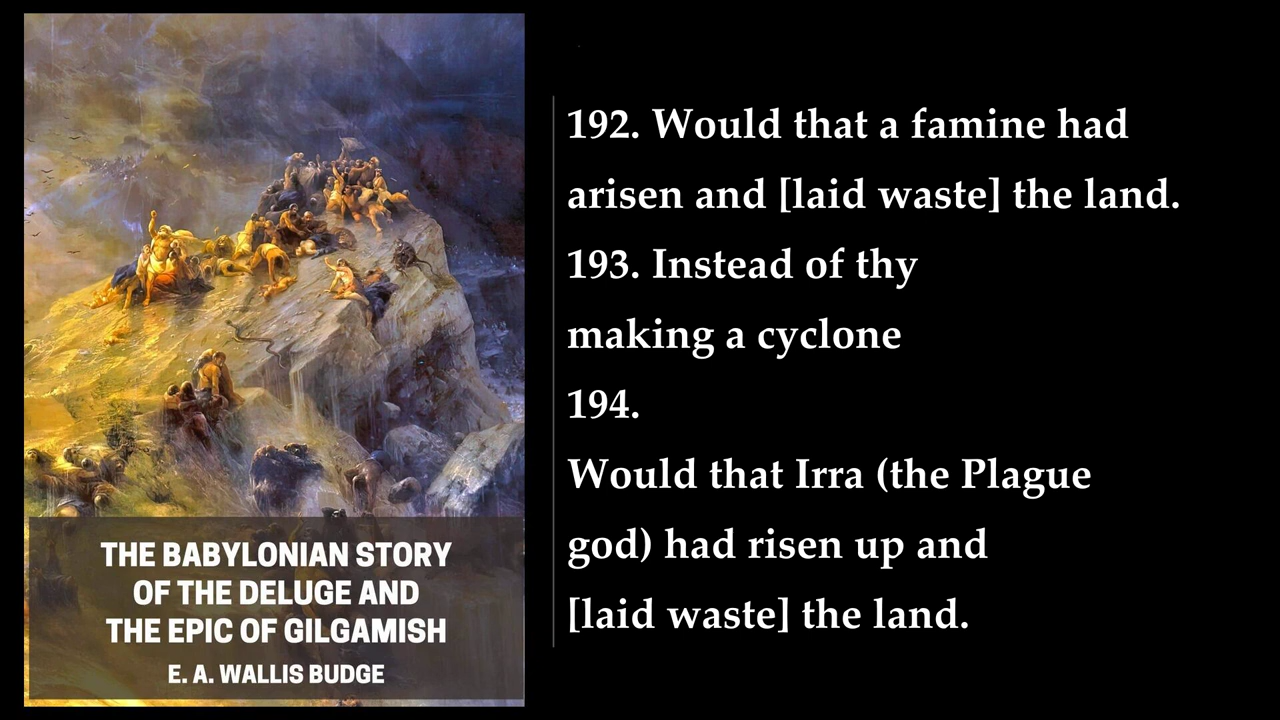 THE BABYLONIAN STORY
OF THE DELUGE AND
THE EPIC OF GILGAMISH
E. A. WALLIS BUDGE
192. Would that a famine had
arisen and [laid waste] the land.
193. Instead of thy
making a cyclone
194.
Would that Irra (the Plague
god) had risen up and
[laid waste] the land.